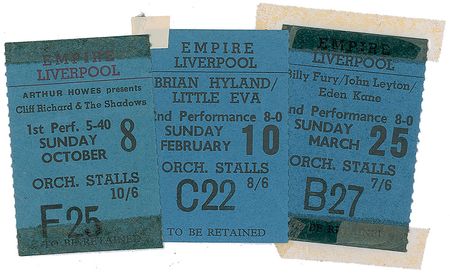 EMPIRE
LIVERPOOL
ARTHUR HOWES presents
Cliff Richard & The Shadows
1st Perf. 5-40
SUNDAY 8
OCTOBER
ORCH. STALLS
10/6
F25
TO BE RETAINED
EMPIRE
LIVERPOOL
BRIAN HYLAND/
LITTLE EVA
2nd Performance 8-0
SUNDAY 10
FEBRUARY
ORCH. STALLS
C22 8/6
TO BE RETAINED
EMPIRE
LIVERPOOL
Billy Fury/John Leyton/
Eden Kane
2nd Performance 8-0
SUNDAY 25
MARCH
ORCH. STALLS
B27 7/6
BE RETAINED